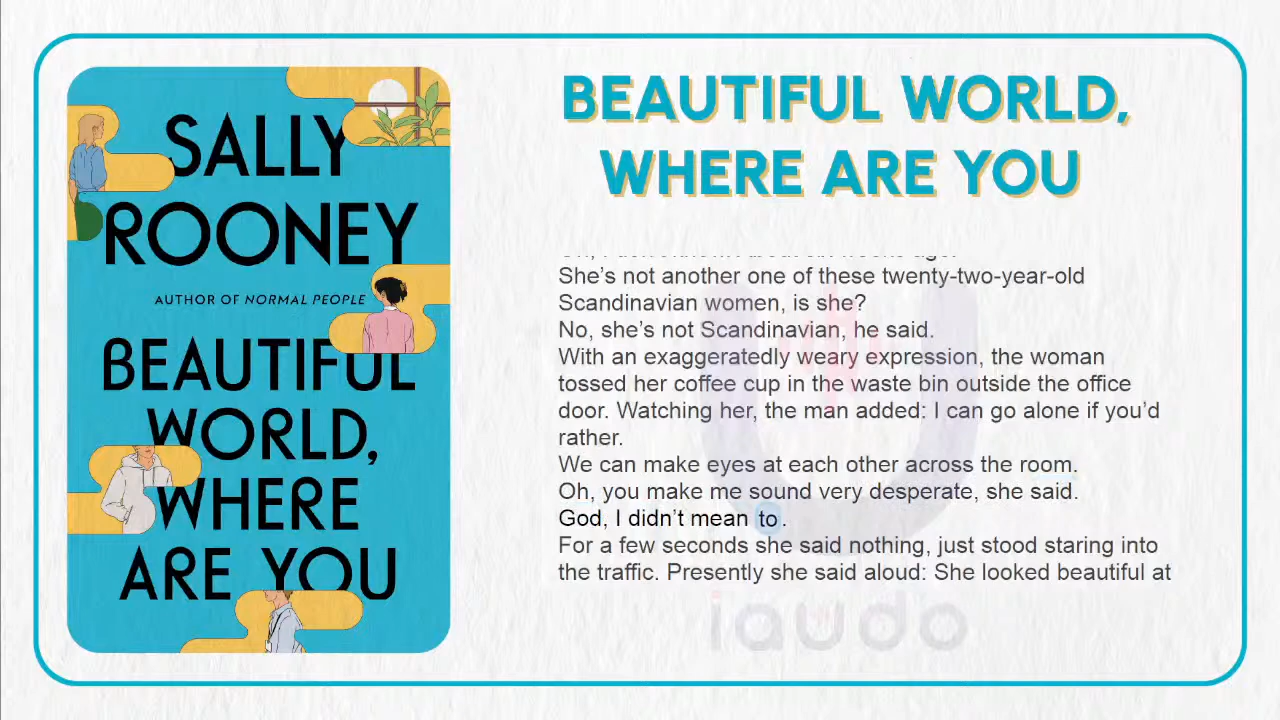 SALLY
ROONEY
AUTHOR OF NORMAL PEOPLE
BEAUTIFUL
WORLD,
WHERE
ARE YOU
BEAUTIFUL WORLD,
WHERE ARE YOU
She’s not another one of these twenty-two-year-old
Scandinavian women, is she?
No, she’s not Scandinavian, he said.
With an exaggeratedly weary expression, the woman
tossed her coffee cup in the waste bin outside the office
door. Watching her, the man added: I can go alone if you’d
rather.
We can make eyes at each other across the room.
Oh, you make me sound very desperate, she said.
God, I didn’t mean to.
For a few seconds she said nothing, just stood staring into
the traffic. Presently she said aloud: She looked beautiful at
iaudo